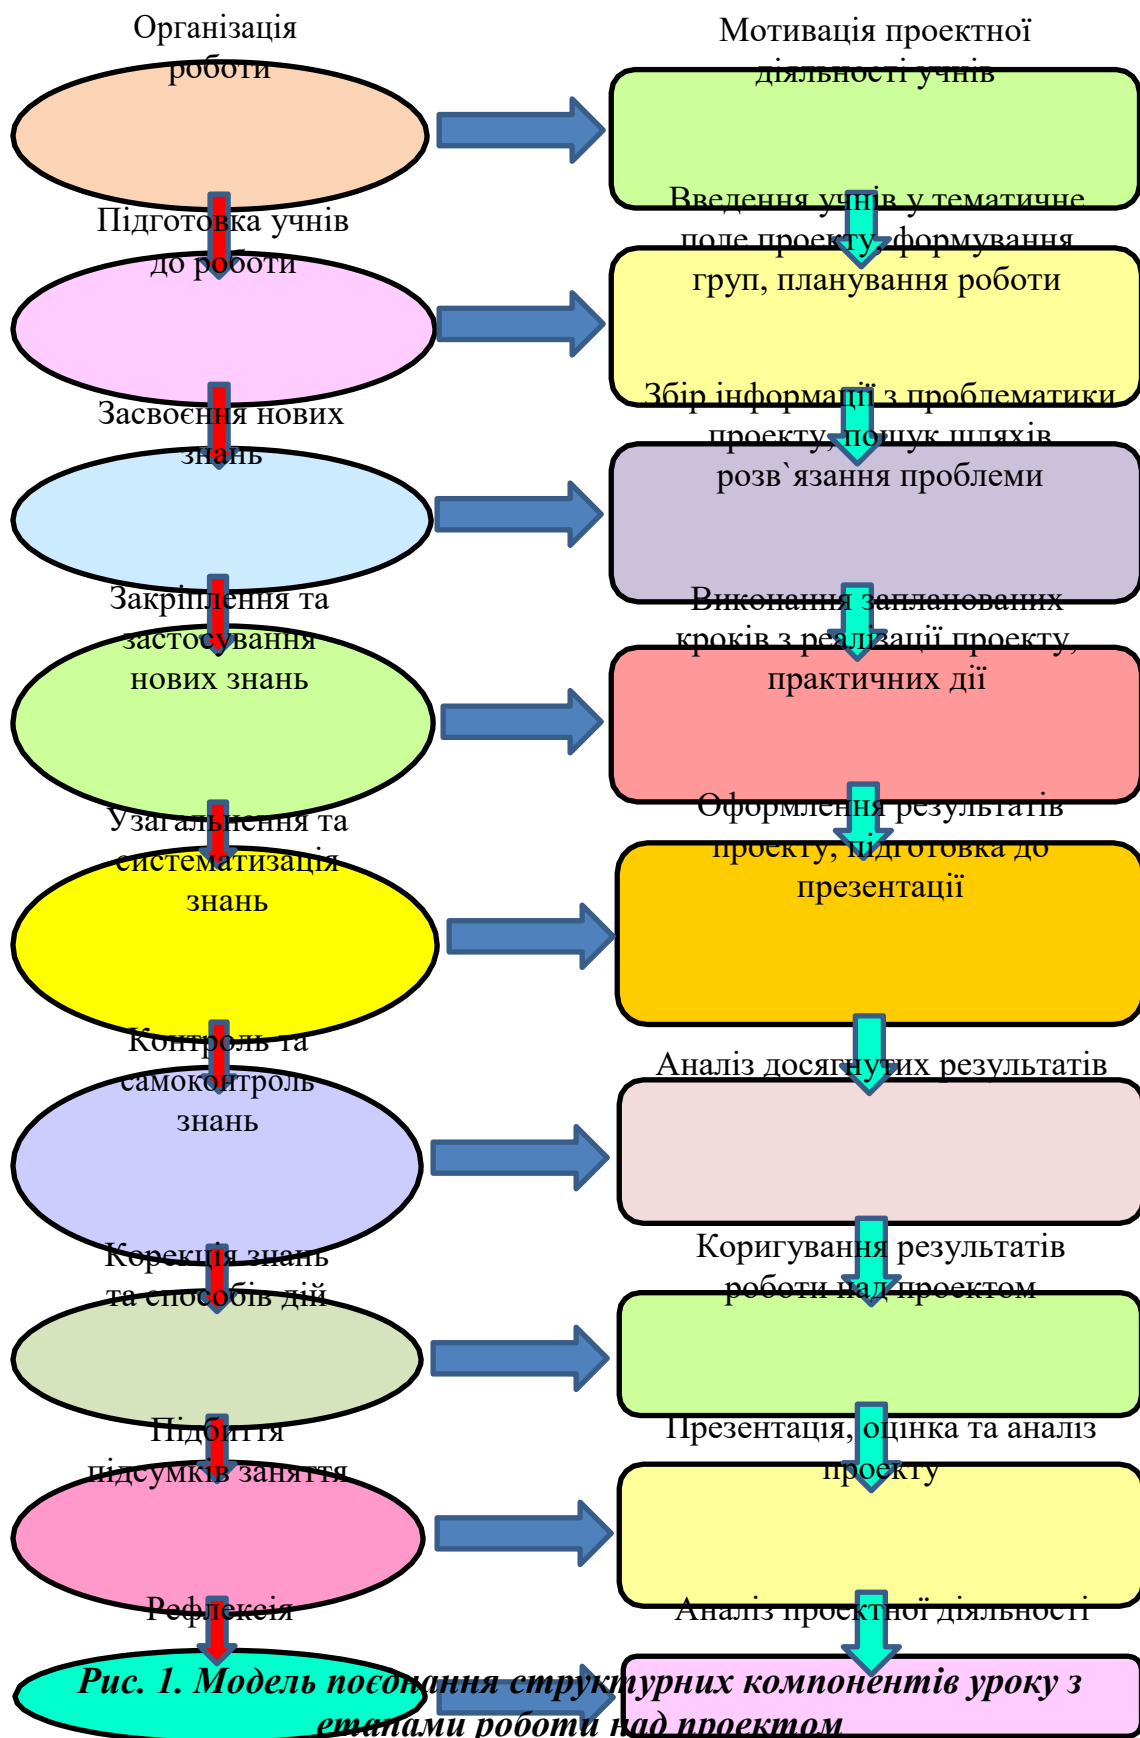 Організація
роботи
Мотивація проектної
діяльності учнів
Підготовка учнів
до роботи
Введення учнів у тематичне
поле проекту, формування
груп, планування роботи
Засвоєння нових
знань
Збір інформації з проблематики
проекту, пошук шляхів
розв`язання проблеми
Закріплення та
застосування
нових знань
Виконання запланованих
кроків з реалізації проекту,
практичних дії
Узагальнення та
систематизація
знань
Оформлення результатів
проекту, підготовка до
презентації
Контроль та
самоконтроль
знань
Аналіз досягнутих результатів
Корекція знань
та способів дій
Коригування результатів
роботи над проектом
Підбиття
підсумків заняття
Презентація, оцінка та аналіз
проекту
Рефлексія
Аналіз проектної діяльності
Рис. 1. Модель поєднання структурних компонентів уроку з
етапами роботи над проектом